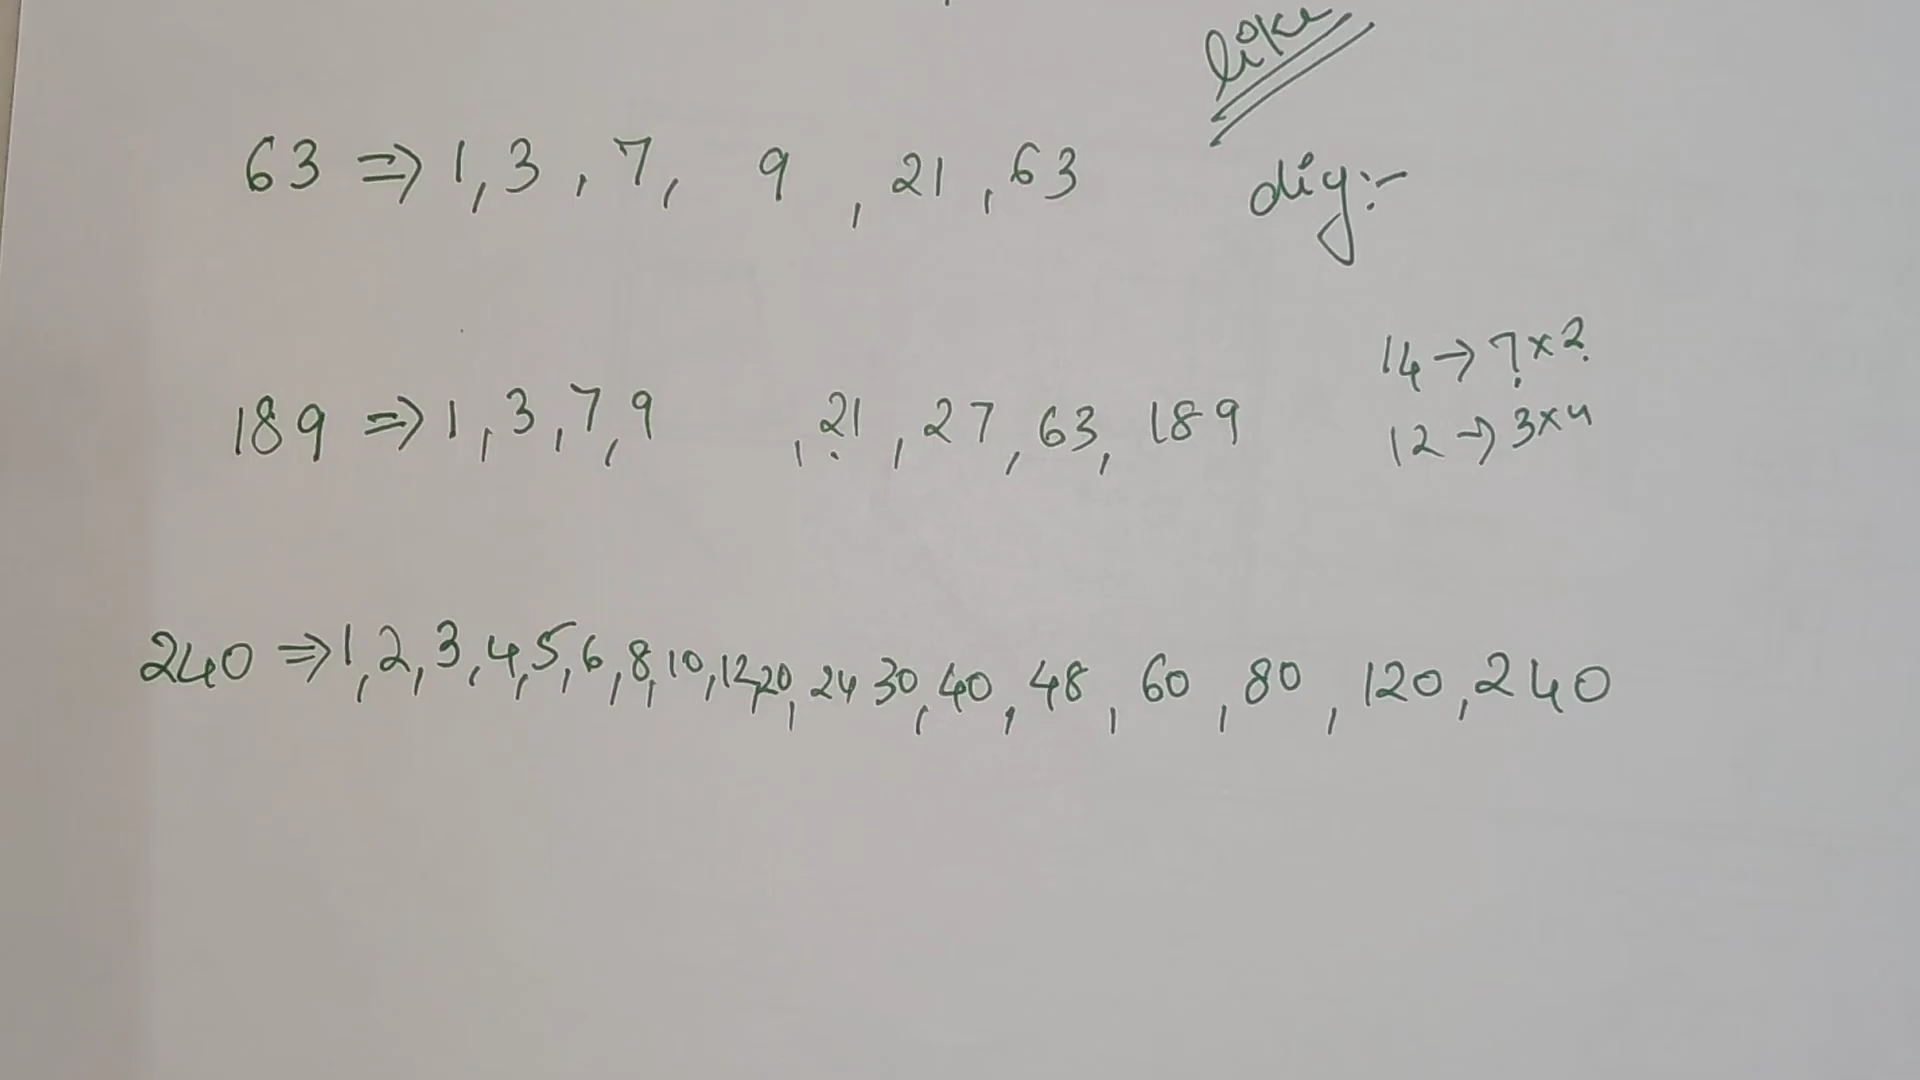 like
63 ⇒ 1, 3, 7, 9, 21, 63
diy:-
14 → 7×2
189 ⇒ 1, 3, 7, 9, 21, 27, 63, 189
12 → 3×4
240 ⇒ 1, 2, 3, 4, 5, 6, 8, 10, 12, 20, 24 30, 40, 48, 60, 80, 120, 240